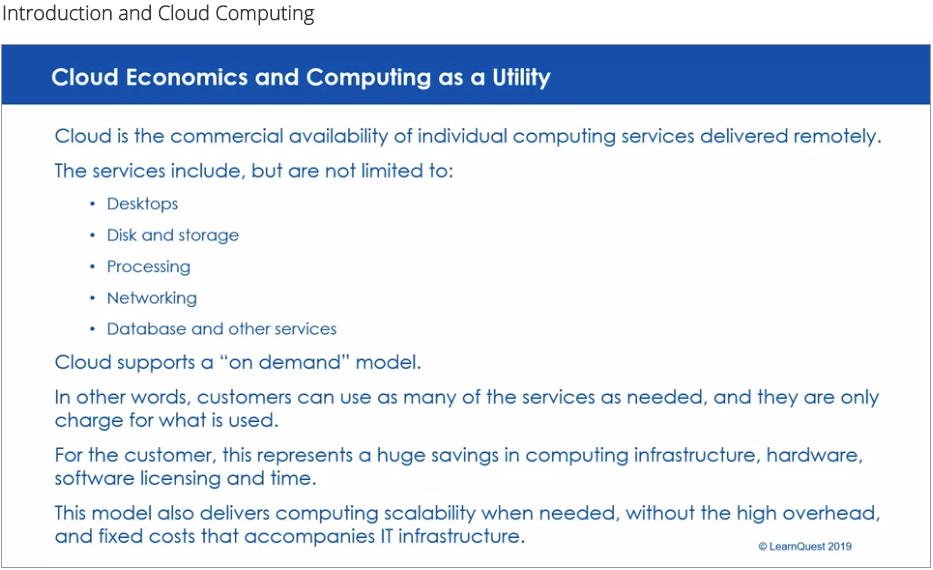 Introduction and Cloud Computing
Cloud Economics and Computing as a Utility
Cloud is the commercial availability of individual computing services delivered remotely.
The services include, but are not limited to:
• Desktops
• Disk and storage
• Processing
• Networking
• Database and other services
Cloud supports a “on demand” model.
In other words, customers can use as many of the services as needed, and they are only
charge for what is used.
For the customer, this represents a huge savings in computing infrastructure, hardware,
software licensing and time.
This model also delivers computing scalability when needed, without the high overhead,
and fixed costs that accompanies IT infrastructure.
© LearnQuest 2019